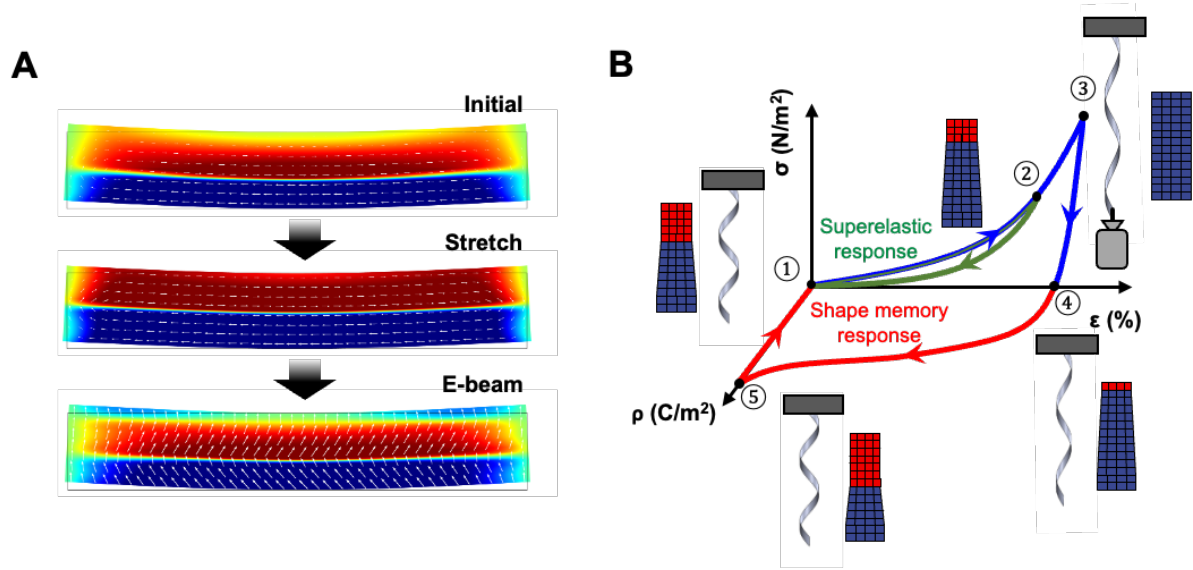 A
Initial
Stretch
E-beam
B
σ (N/m²)
③
②
Superelastic
response
①
Shape memory
response
④
ε (%)
⑤
ρ (C/m²)